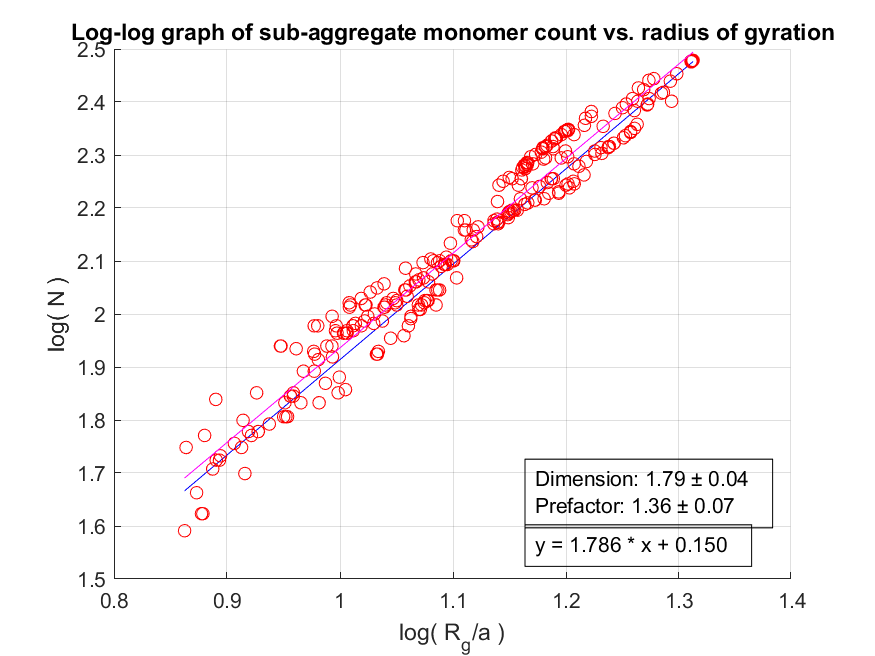 Log-log graph of sub-aggregate monomer count vs. radius of gyration
2.5
2.4
2.3
2.2
2.1
2
1.9
1.8
1.7
1.6
1.5
log( N )
Dimension: 1.79 ± 0.04
Prefactor: 1.36 ± 0.07
y = 1.786 * x + 0.150
0.8 0.9 1 1.1 1.2 1.3 1.4
log( R_g/a )